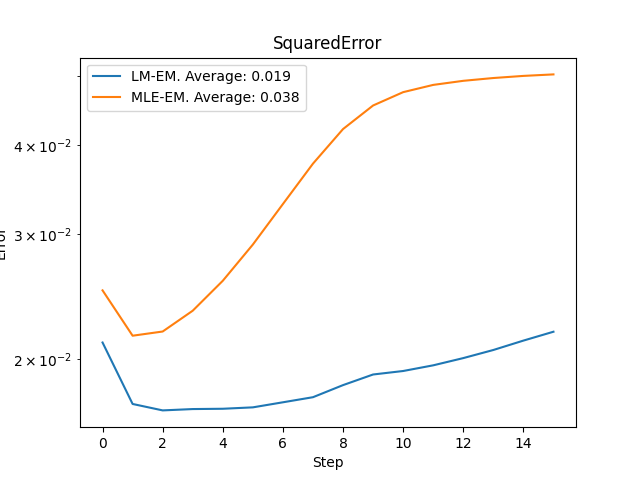 SquaredError
LM-EM. Average: 0.019
MLE-EM. Average: 0.038
4 × 10⁻²
3 × 10⁻²
2 × 10⁻²
Error
0 2 4 6 8 10 12 14
Step